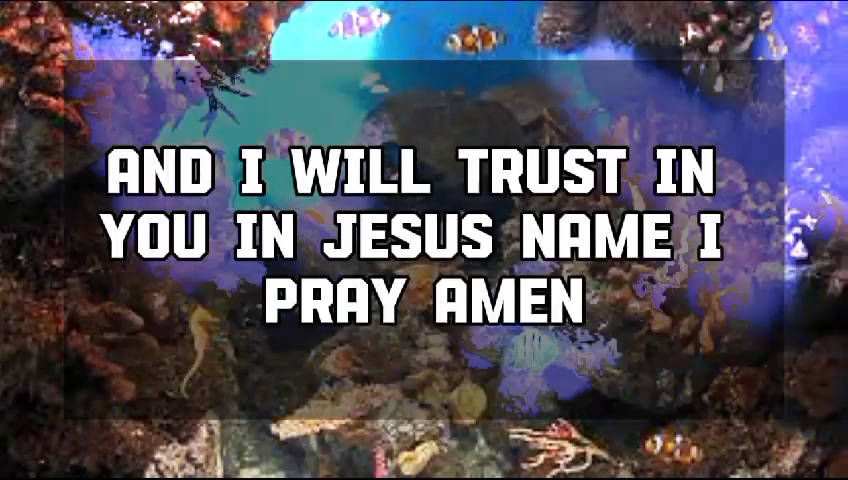 AND I WILL TRUST IN
YOU IN JESUS NAME I
PRAY AMEN